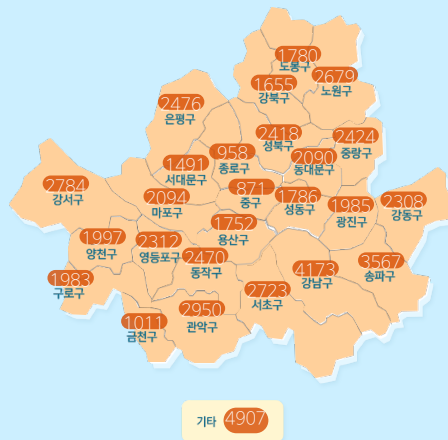 1780
도봉구
2679
노원구
1655
강북구
2476
은평구
2418
성북구
2424
중랑구
958
종로구
2090
동대문구
1491
서대문구
2784
강서구
2094
마포구
871
중구
1786
성동구
1985
광진구
2308
강동구
1752
용산구
1997
양천구
2312
영등포구
2470
동작구
3567
송파구
4173
강남구
1983
구로구
2723
서초구
2950
관악구
1011
금천구
기타 4907